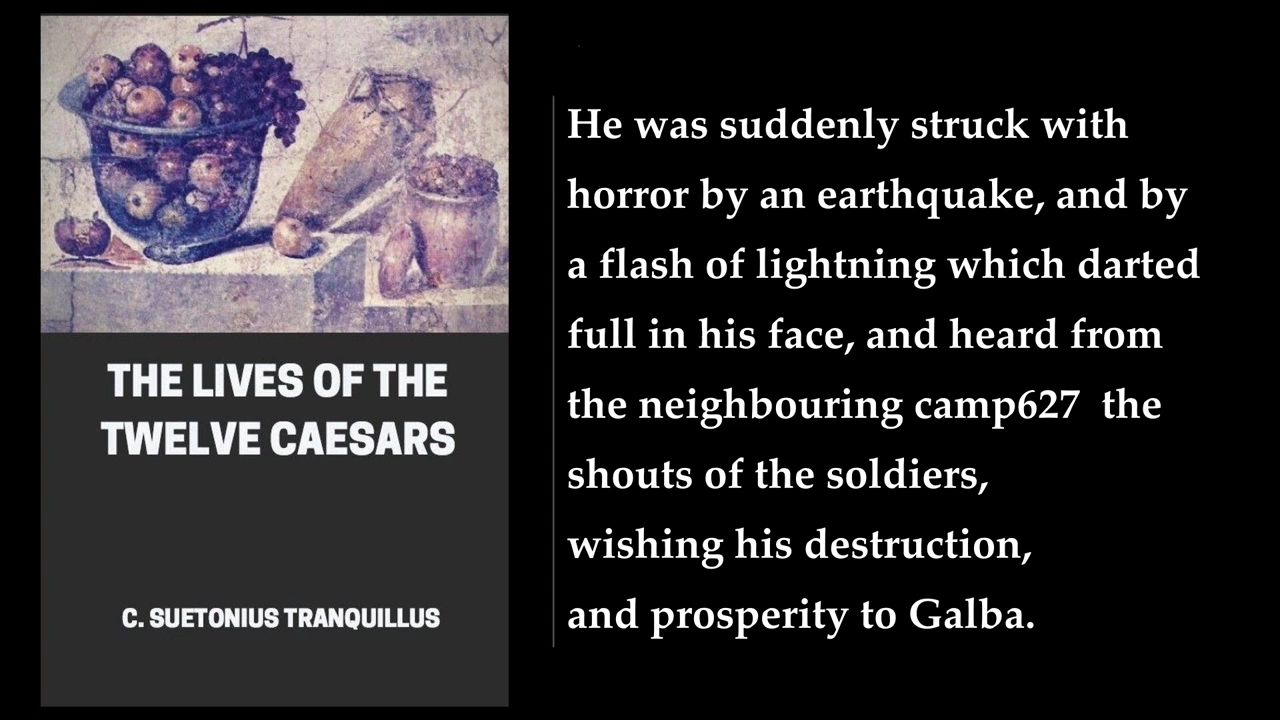 THE LIVES OF THE
TWELVE CAESARS
C. SUETONIUS TRANQUILLUS
He was suddenly struck with
horror by an earthquake, and by
a flash of lightning which darted
full in his face, and heard from
the neighbouring camp627  the
shouts of the soldiers,
wishing his destruction,
and prosperity to Galba.